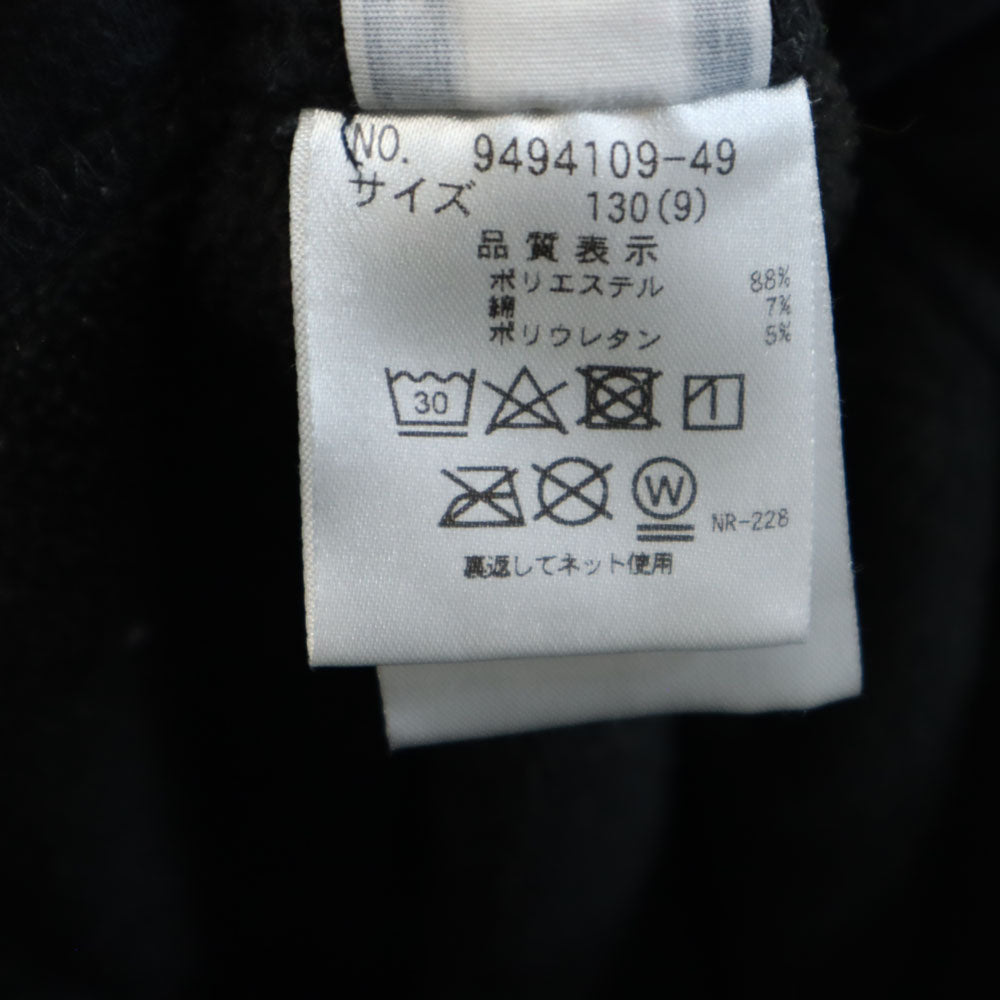 NO. 9494109-49
サイズ 130(9)
品質表示
ポリエステル 88%
綿 7%
ポリウレタン 5%
30
W NR-228
裏返してネット使用